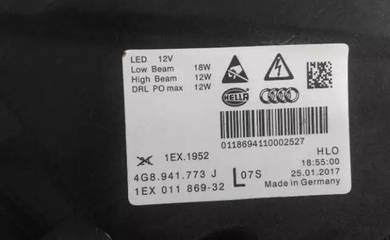 LED 12V
Low Beam 18W
High Beam 12W
DRL PO max 12W
HELLA
0118694110002527
1EX.1952
HLO
18:55:00
4G8.941.773 J
L07S
25.01.2017
1EX 011 869-32
Made in Germany